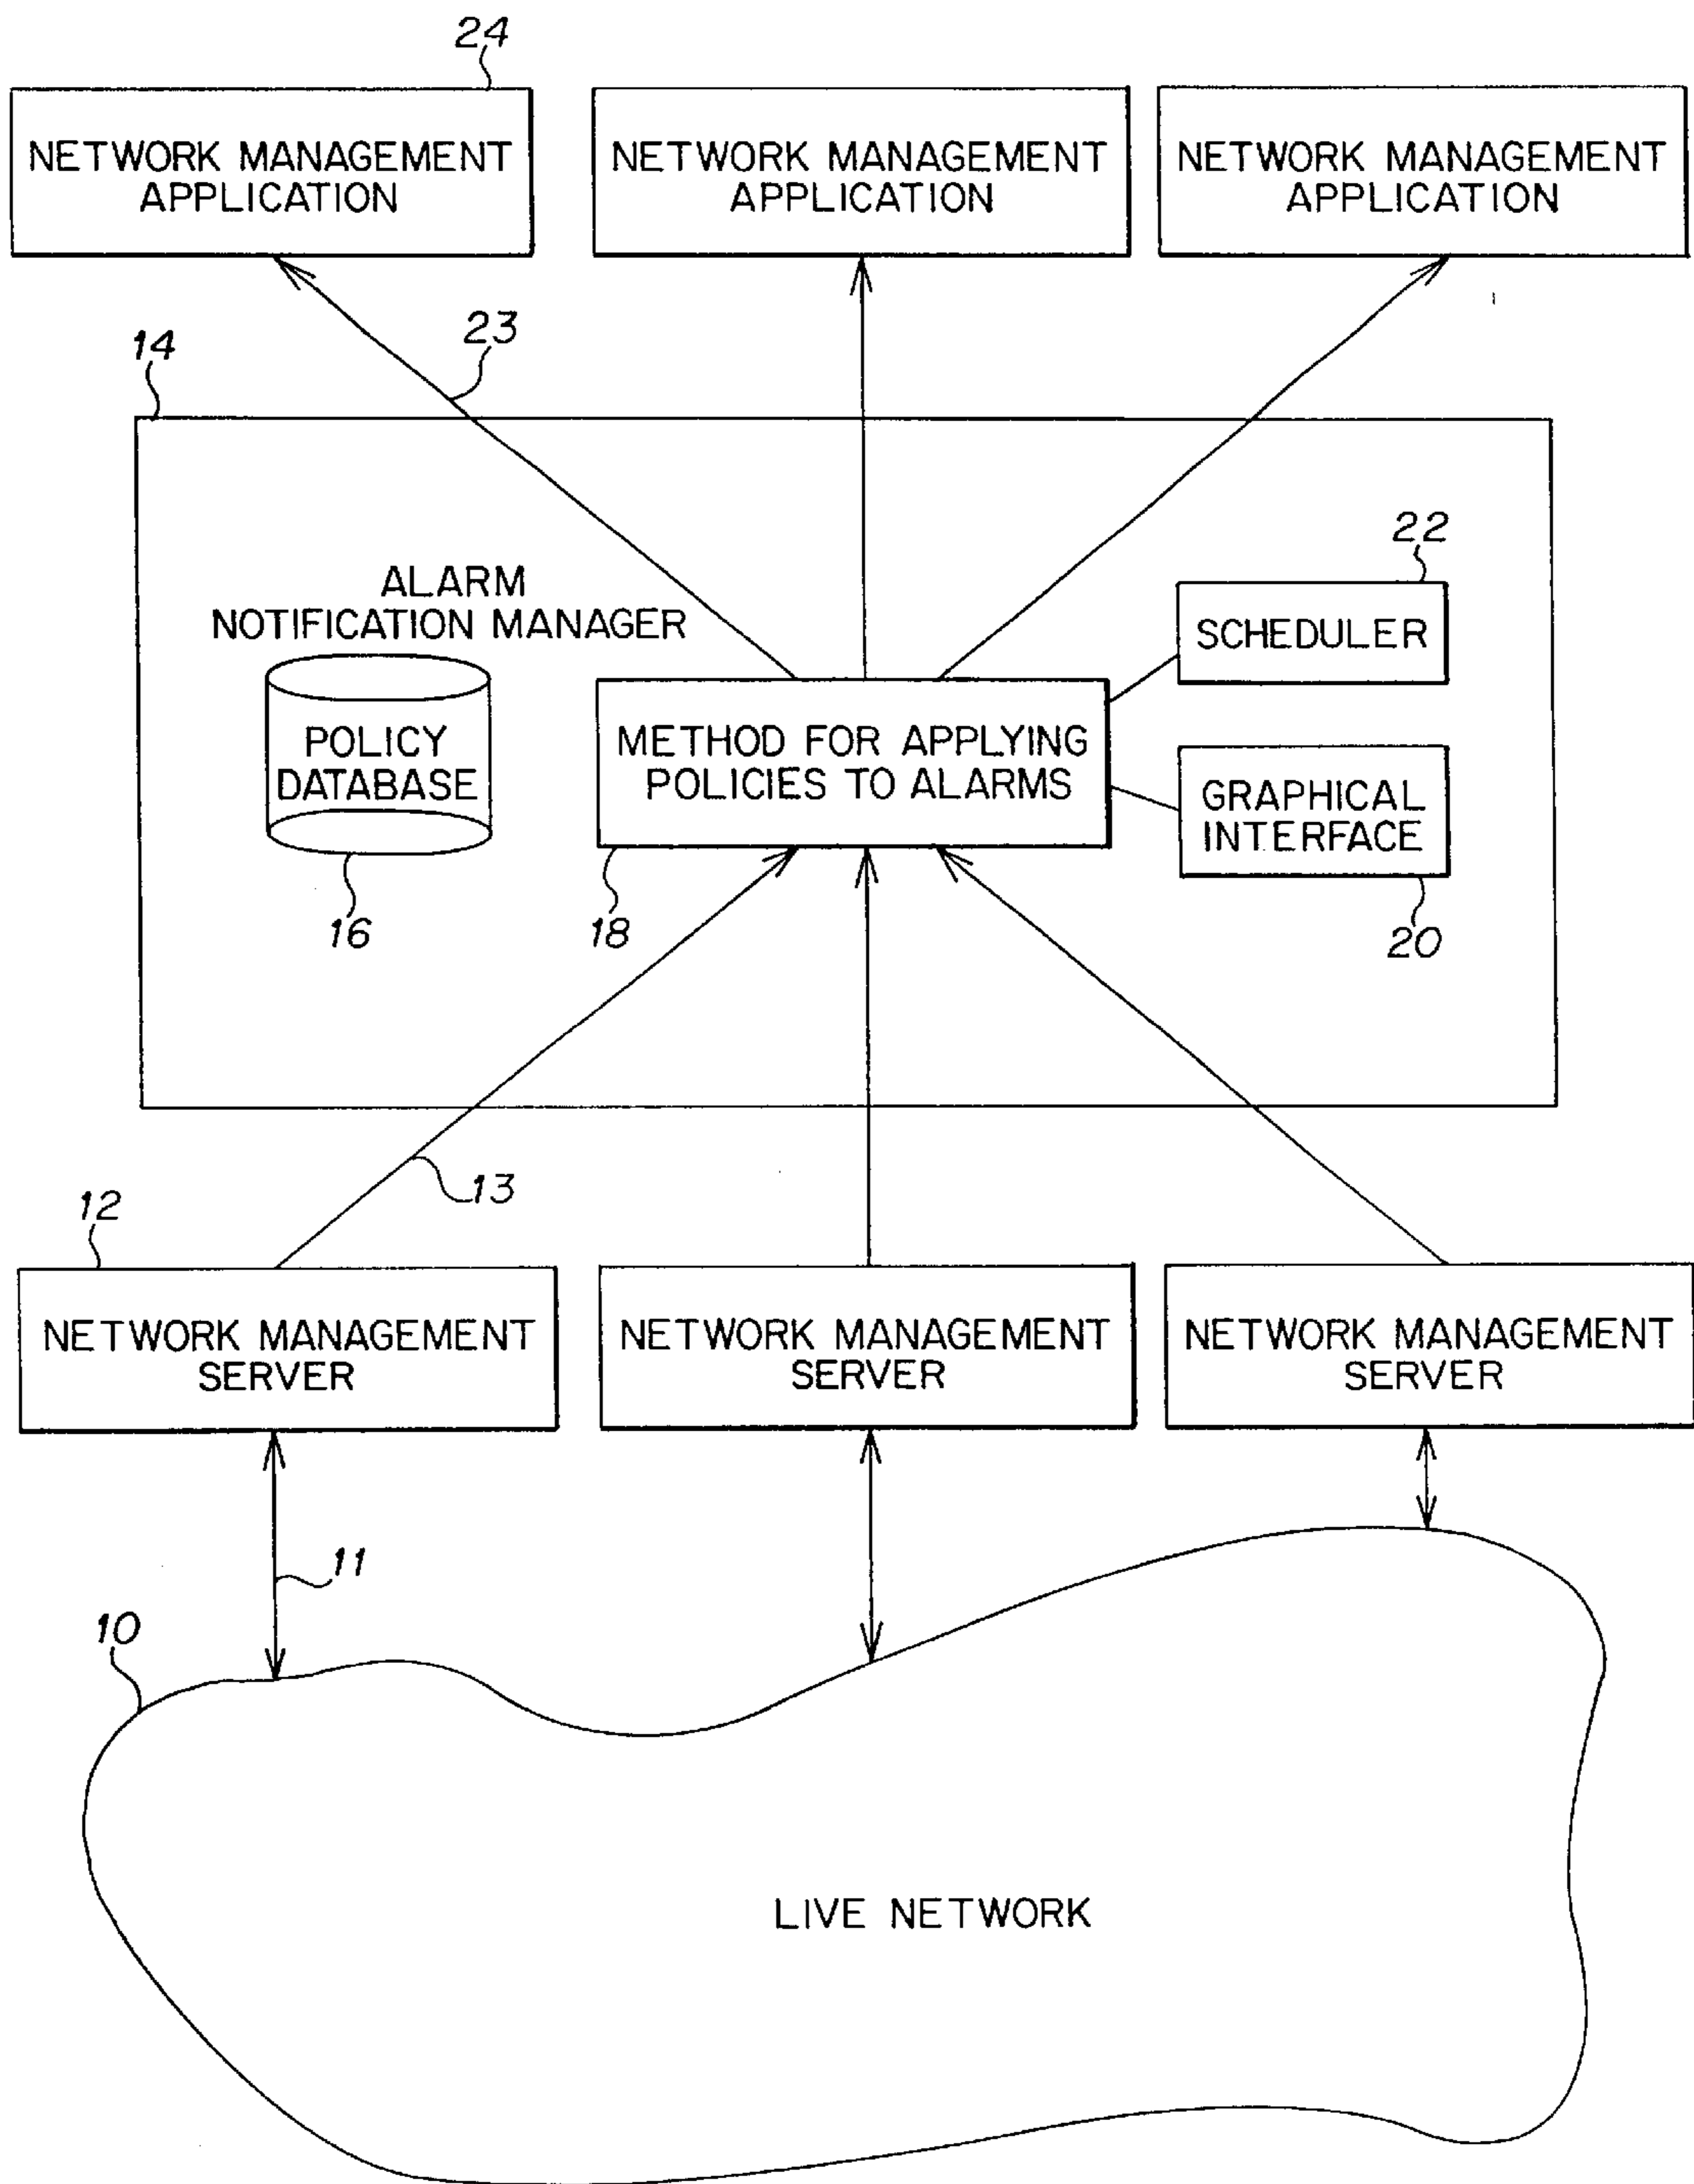 24
NETWORK MANAGEMENT
APPLICATION
NETWORK MANAGEMENT
APPLICATION
NETWORK MANAGEMENT
APPLICATION
23
14
22
ALARM
NOTIFICATION MANAGER
SCHEDULER
POLICY
DATABASE
METHOD FOR APPLYING
POLICIES TO ALARMS
GRAPHICAL
INTERFACE
16
18
20
13
12
NETWORK MANAGEMENT
SERVER
NETWORK MANAGEMENT
SERVER
NETWORK MANAGEMENT
SERVER
11
10
LIVE NETWORK